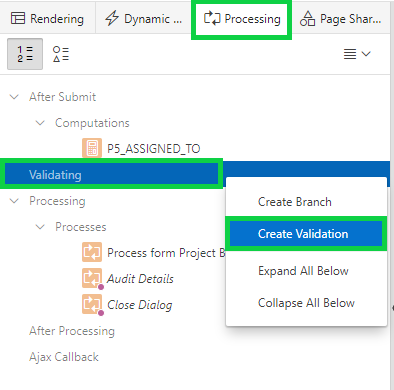 Rendering
Dynamic ...
Processing
Page Shar...
After Submit
Computations
P5_ASSIGNED_TO
Validating
Create Branch
Processing
Create Validation
Processes
Process form Project B
Expand All Below
Audit Details
Close Dialog
Collapse All Below
After Processing
Ajax Callback